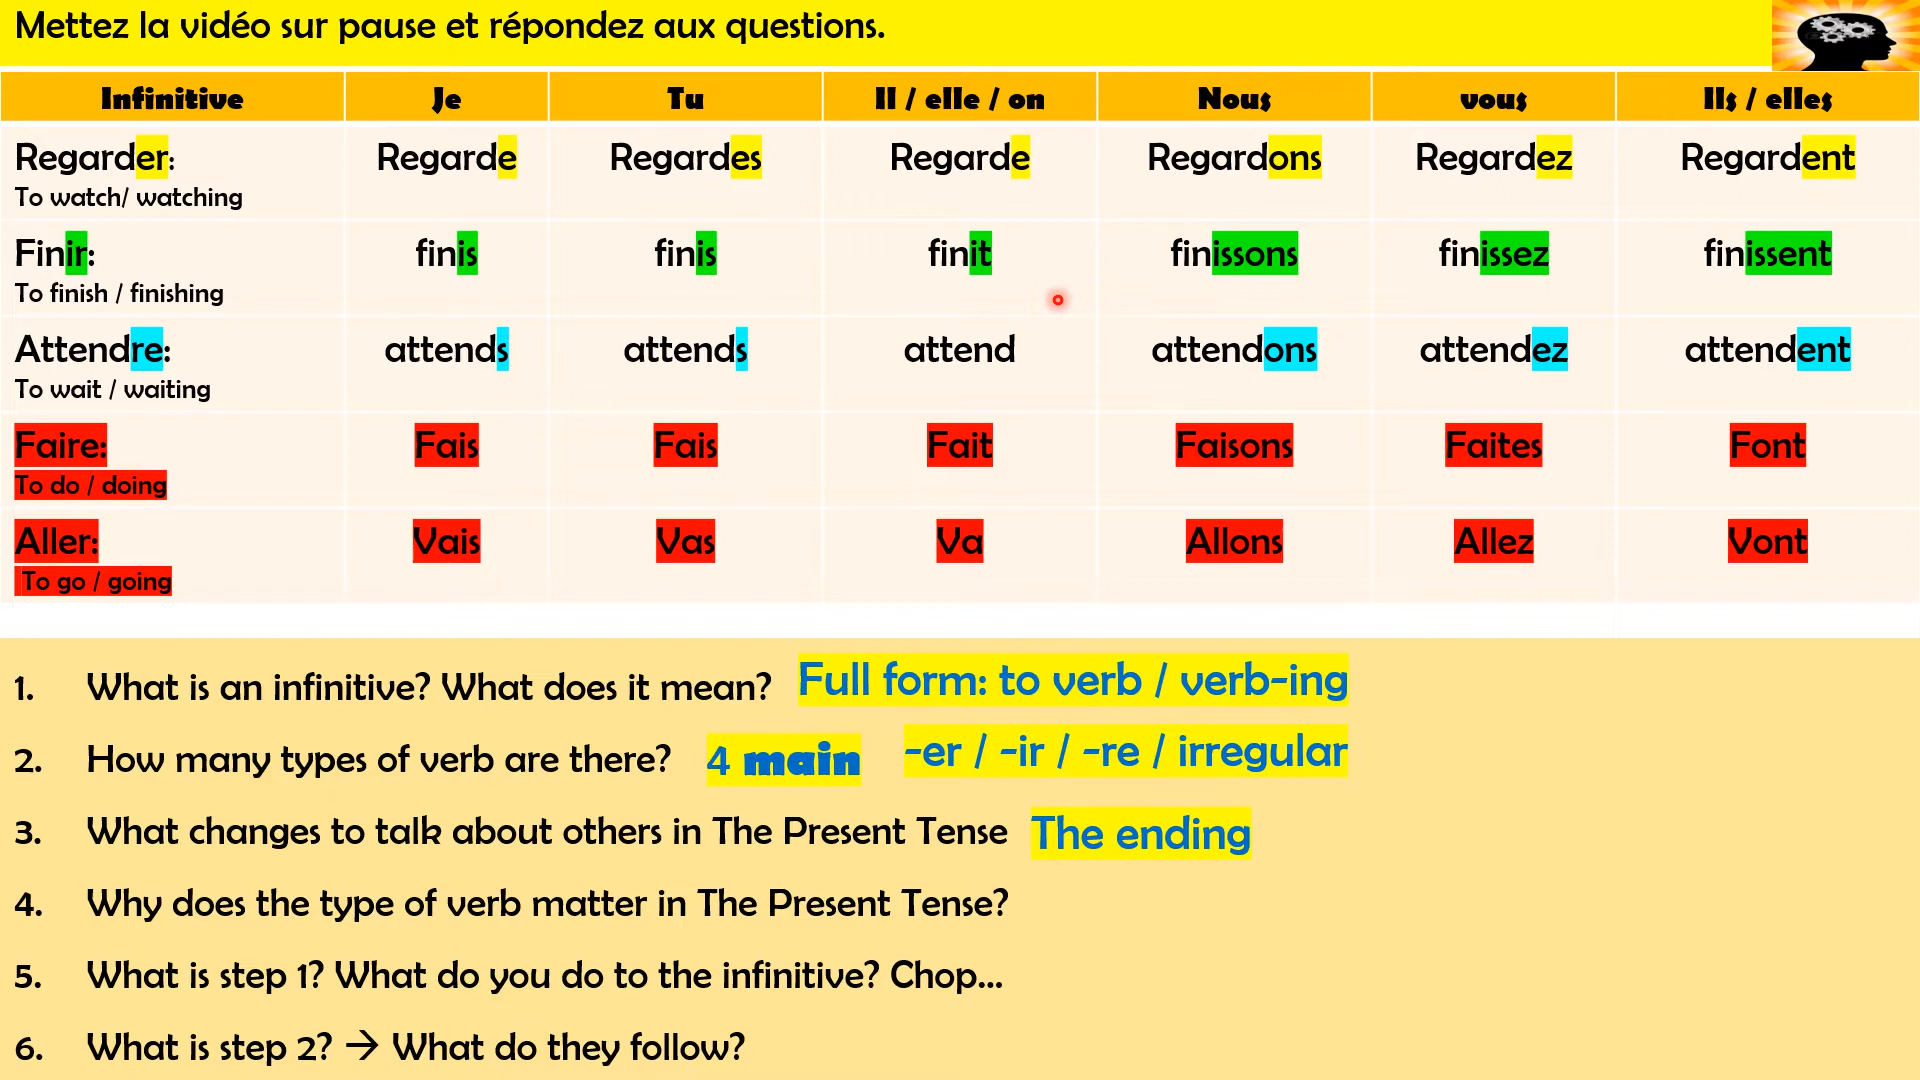 Mettez la vidéo sur pause et répondez aux questions.
Infinitive Je Tu Il / elle / on Nous vous Ils / elles
Regarder: Regarde Regardes Regarde Regardons Regardez Regardent
To watch/ watching
Finir: finis finis finit finissons finissez finissent
To finish / finishing
Attendre: attends attends attend attendons attendez attendent
To wait / waiting
Faire: Fais Fais Fait Faisons Faites Font
To do / doing
Aller: Vais Vas Va Allons Allez Vont
To go / going
1. What is an infinitive? What does it mean? Full form: to verb / verb-ing
2. How many types of verb are there? 4 main -er / -ir / -re / irregular
3. What changes to talk about others in The Present Tense The ending
4. Why does the type of verb matter in The Present Tense?
5. What is step 1? What do you do to the infinitive? Chop...
6. What is step 2? → What do they follow?